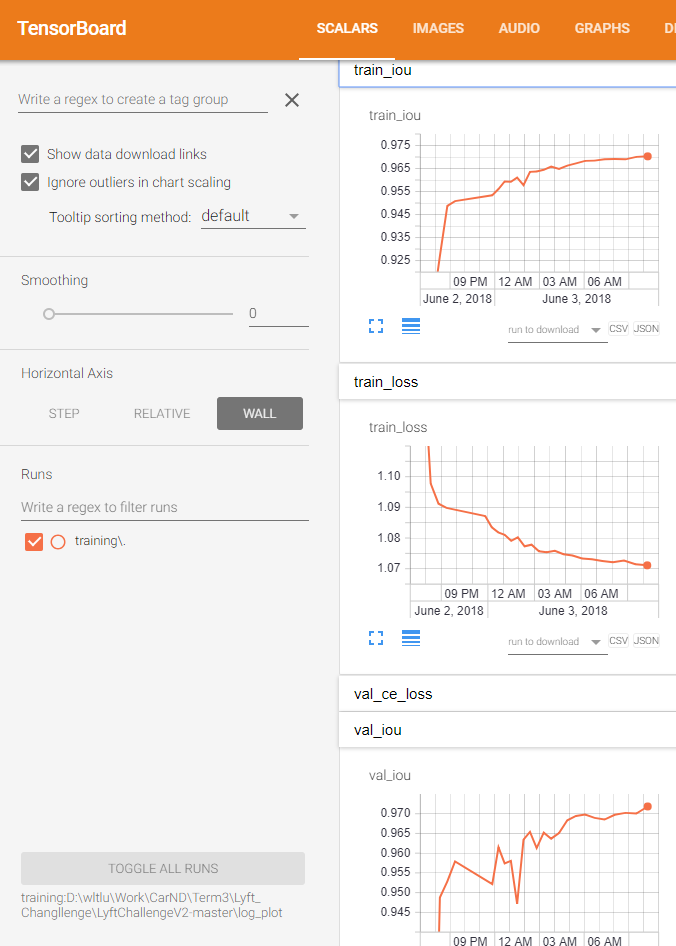 TensorBoard SCALARS IMAGES AUDIO GRAPHS DI
Write a regex to create a tag group
Show data download links
Ignore outliers in chart scaling
Tooltip sorting method: default
Smoothing
0
Horizontal Axis
STEP RELATIVE WALL
Runs
Write a regex to filter runs
training\.
TOGGLE ALL RUNS
training:D:\wltlu\Work\CarND\Term3\Lyft_
Changllenge\LyftChallengeV2-master\log_plot
train_iou
train_iou
0.975
0.965
0.955
0.945
0.935
0.925
09 PM 12 AM 03 AM 06 AM
June 2, 2018 June 3, 2018
run to download CSV JSON
train_loss
train_loss
1.10
1.09
1.08
1.07
09 PM 12 AM 03 AM 06 AM
June 2, 2018 June 3, 2018
run to download CSV JSON
val_ce_loss
val_iou
val_iou
0.970
0.965
0.960
0.955
0.950
0.945
09 PM 12 AM 03 AM 06 AM